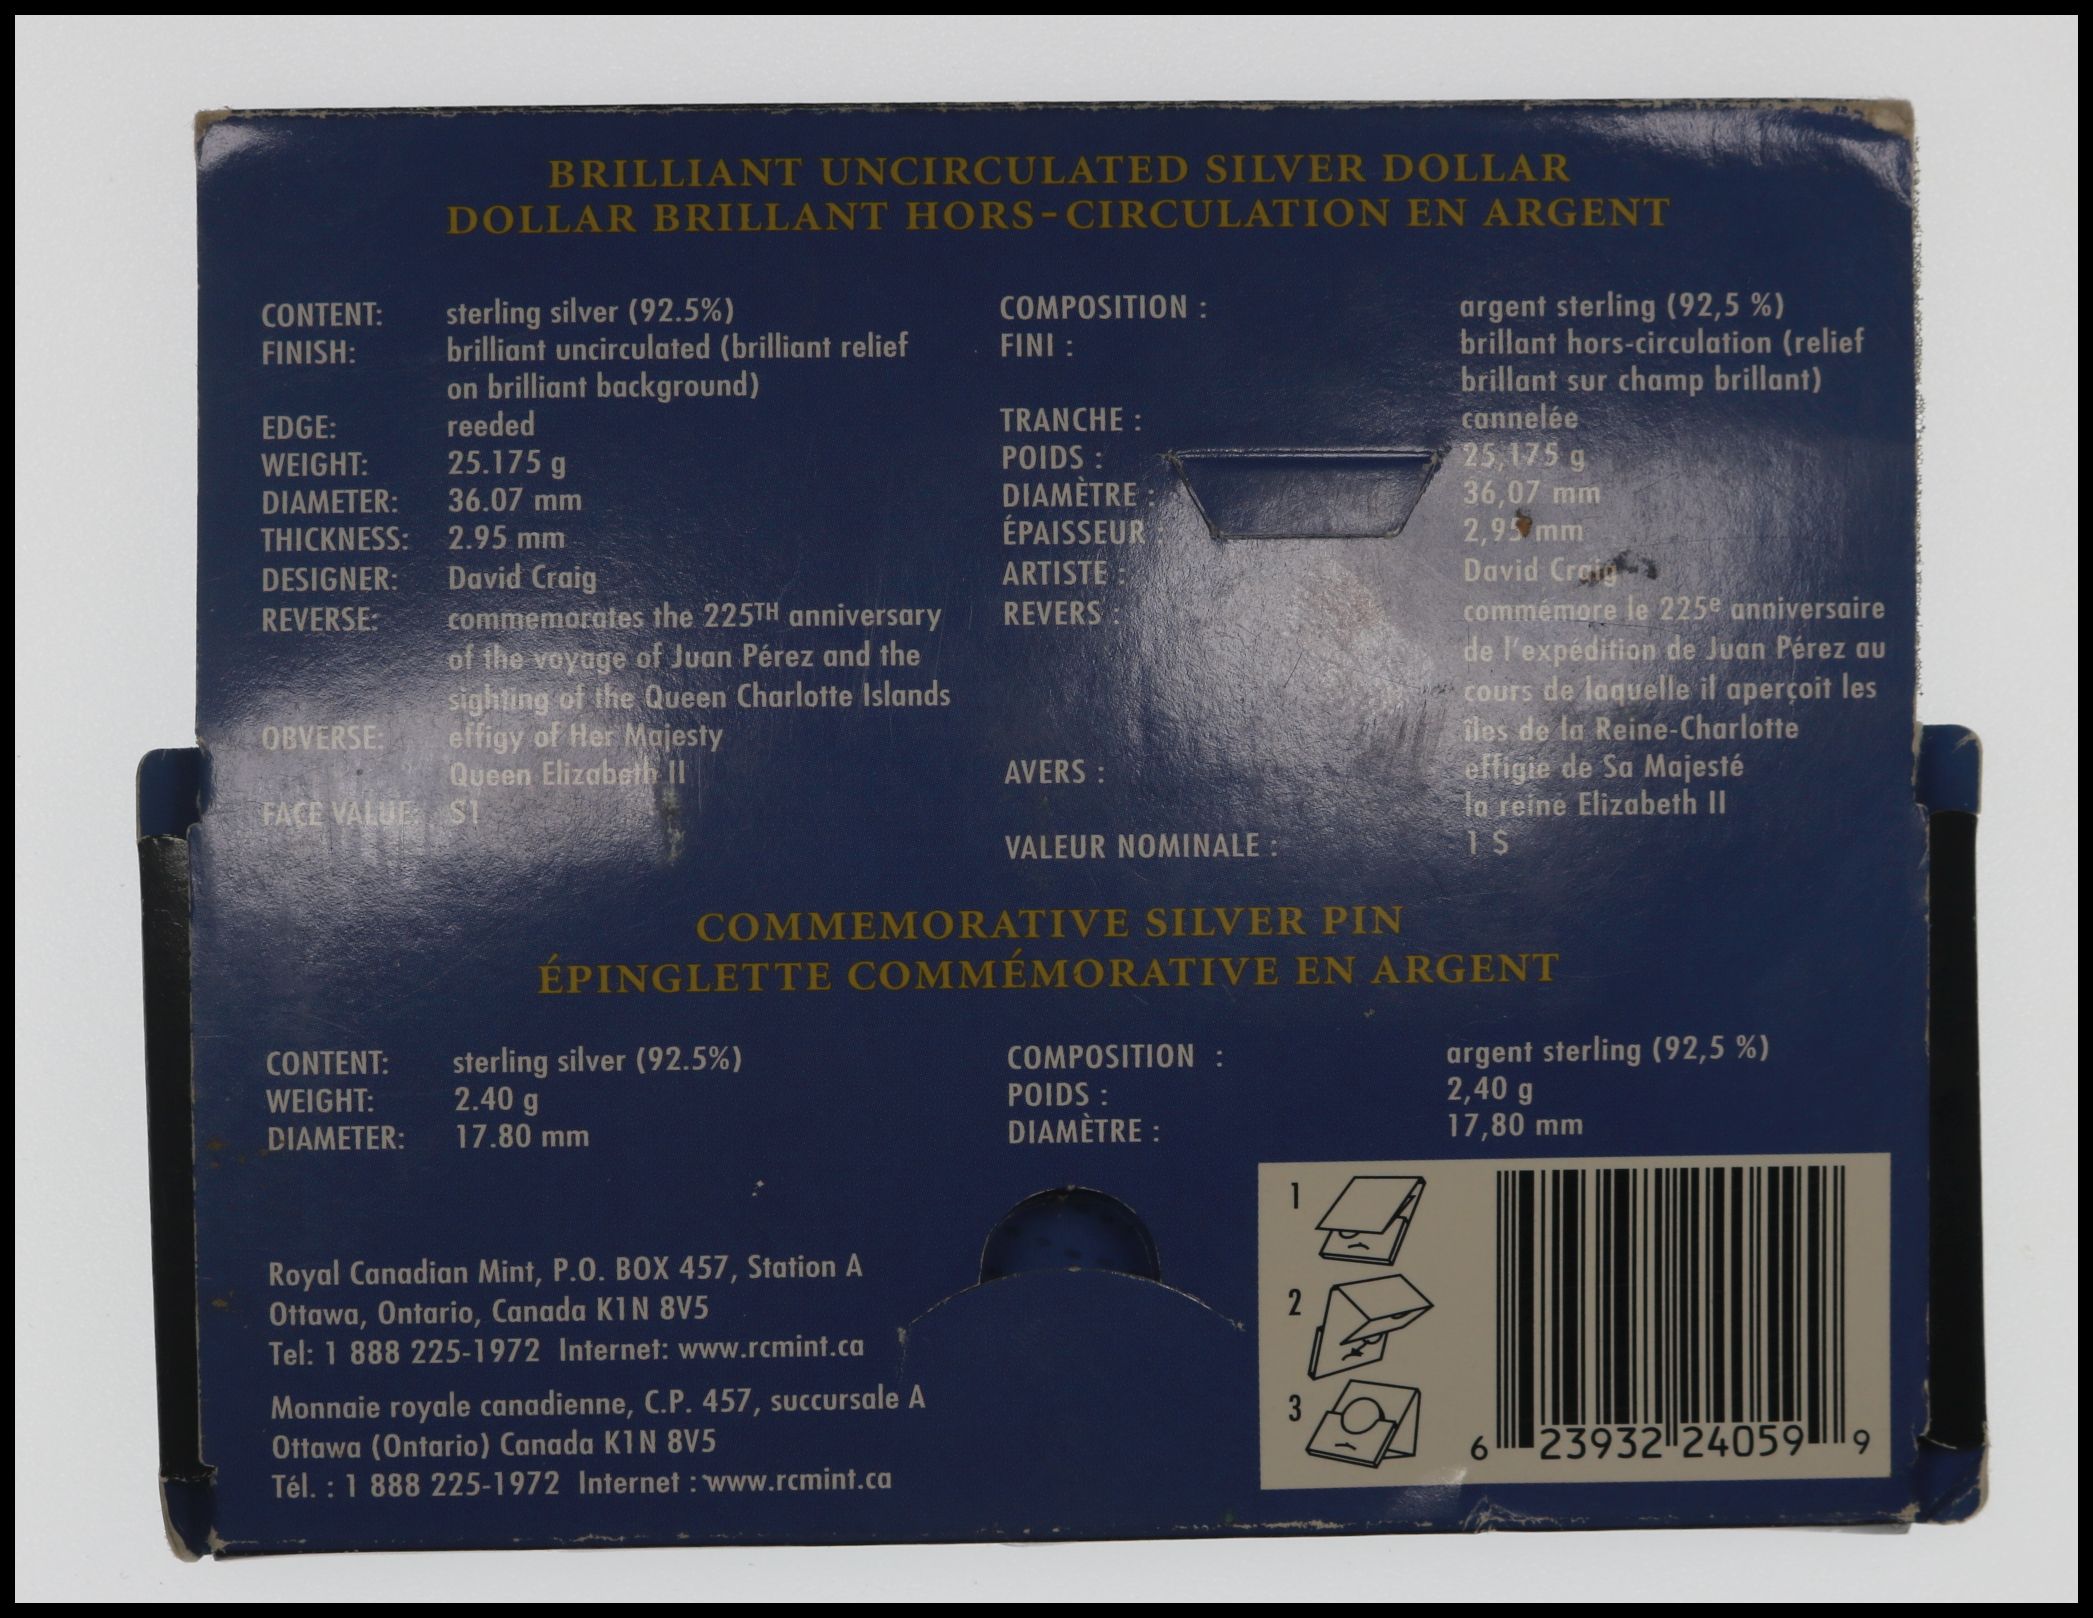 BRILLIANT UNCIRCULATED SILVER DOLLAR
DOLLAR BRILLANT HORS-CIRCULATION EN ARGENT
CONTENT: sterling silver (92.5%)
FINISH: brilliant uncirculated (brilliant relief
on brilliant background)
EDGE: reeded
WEIGHT: 25.175 g
DIAMETER: 36.07 mm
THICKNESS: 2.95 mm
DESIGNER: David Craig
REVERSE: commemorates the 225TH anniversary
of the voyage of Juan Pérez and the
sighting of the Queen Charlotte Islands
OBVERSE: effigy of Her Majesty
Queen Elizabeth II
FACE VALUE: $1
COMPOSITION : argent sterling (92,5 %)
FINI : brillant hors-circulation (relief
brillant sur champ brillant)
TRANCHE : cannelée
POIDS : 25,175 g
DIAMÈTRE : 36,07 mm
ÉPAISSEUR : 2,95 mm
ARTISTE : David Craig
REVERS : commémore le 225e anniversaire
de l'expédition de Juan Pérez au
cours de laquelle il aperçoit les
îles de la Reine-Charlotte
AVERS : effigie de Sa Majesté
la reine Elizabeth II
VALEUR NOMINALE : 1 $
COMMEMORATIVE SILVER PIN
ÉPINGLETTE COMMÉMORATIVE EN ARGENT
CONTENT: sterling silver (92.5%)
WEIGHT: 2.40 g
DIAMETER: 17.80 mm
COMPOSITION : argent sterling (92,5 %)
POIDS : 2,40 g
DIAMÈTRE : 17,80 mm
Royal Canadian Mint, P.O. BOX 457, Station A
Ottawa, Ontario, Canada K1N 8V5
Tel: 1 888 225-1972 Internet: www.rcmint.ca
Monnaie royale canadienne, C.P. 457, succursale A
Ottawa (Ontario) Canada K1N 8V5
Tél. : 1 888 225-1972 Internet : www.rcmint.ca
1
2
3
6 23932 24059 9